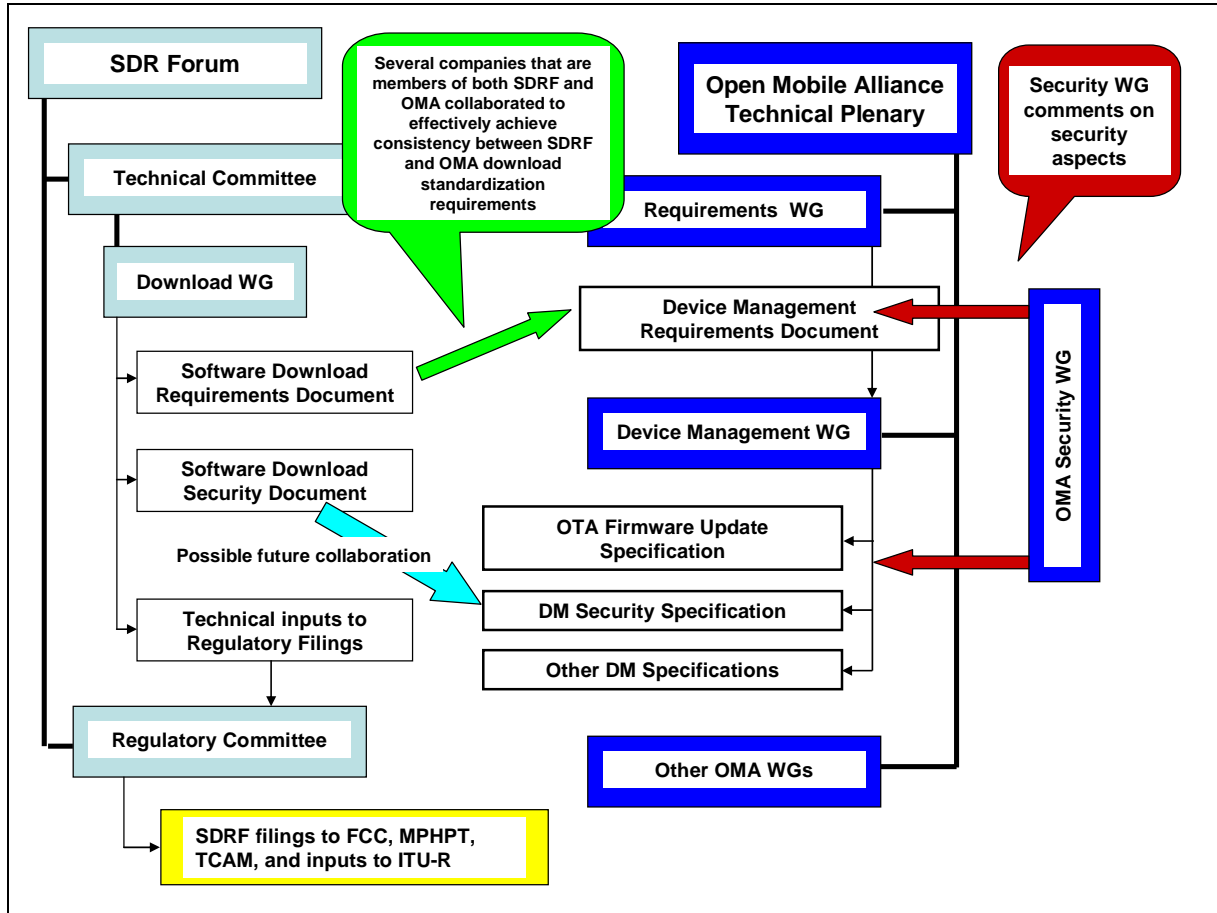 SDR Forum
Several companies that are
members of both SDRF and
OMA collaborated to
effectively achieve
consistency between SDRF
and OMA download
standardization
requirements
Open Mobile Alliance
Technical Plenary
Security WG
comments on
security
aspects
Technical Committee
Requirements WG
Download WG
Device Management
Requirements Document
Software Download
Requirements Document
Device Management WG
OMA Security WG
Software Download
Security Document
OTA Firmware Update
Specification
Possible future collaboration
DM Security Specification
Technical inputs to
Regulatory Filings
Other DM Specifications
Regulatory Committee
Other OMA WGs
SDRF filings to FCC, MPHPT,
TCAM, and inputs to ITU-R